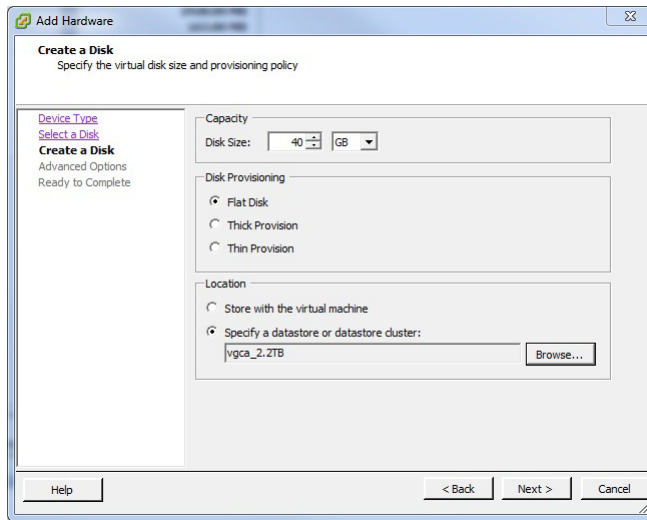 Add Hardware
Create a Disk
Specify the virtual disk size and provisioning policy
Device Type
Select a Disk
Create a Disk
Advanced Options
Ready to Complete
Capacity
Disk Size: 40 GB
Disk Provisioning
Flat Disk
Thick Provision
Thin Provision
Location
Store with the virtual machine
Specify a datastore or datastore cluster:
vgca_2.2TB Browse...
Help < Back Next > Cancel